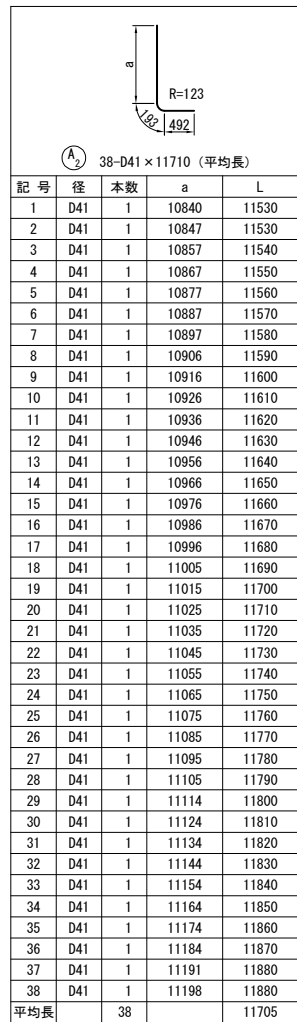 a
R=123
193
492
A2 38-D41×11710 (平均長)
記 号 径 本数 a L
1 D41 1 10840 11530
2 D41 1 10847 11530
3 D41 1 10857 11540
4 D41 1 10867 11550
5 D41 1 10877 11560
6 D41 1 10887 11570
7 D41 1 10897 11580
8 D41 1 10906 11590
9 D41 1 10916 11600
10 D41 1 10926 11610
11 D41 1 10936 11620
12 D41 1 10946 11630
13 D41 1 10956 11640
14 D41 1 10966 11650
15 D41 1 10976 11660
16 D41 1 10986 11670
17 D41 1 10996 11680
18 D41 1 11005 11690
19 D41 1 11015 11700
20 D41 1 11025 11710
21 D41 1 11035 11720
22 D41 1 11045 11730
23 D41 1 11055 11740
24 D41 1 11065 11750
25 D41 1 11075 11760
26 D41 1 11085 11770
27 D41 1 11095 11780
28 D41 1 11105 11790
29 D41 1 11114 11800
30 D41 1 11124 11810
31 D41 1 11134 11820
32 D41 1 11144 11830
33 D41 1 11154 11840
34 D41 1 11164 11850
35 D41 1 11174 11860
36 D41 1 11184 11870
37 D41 1 11191 11880
38 D41 1 11198 11880
平均長 38 11705